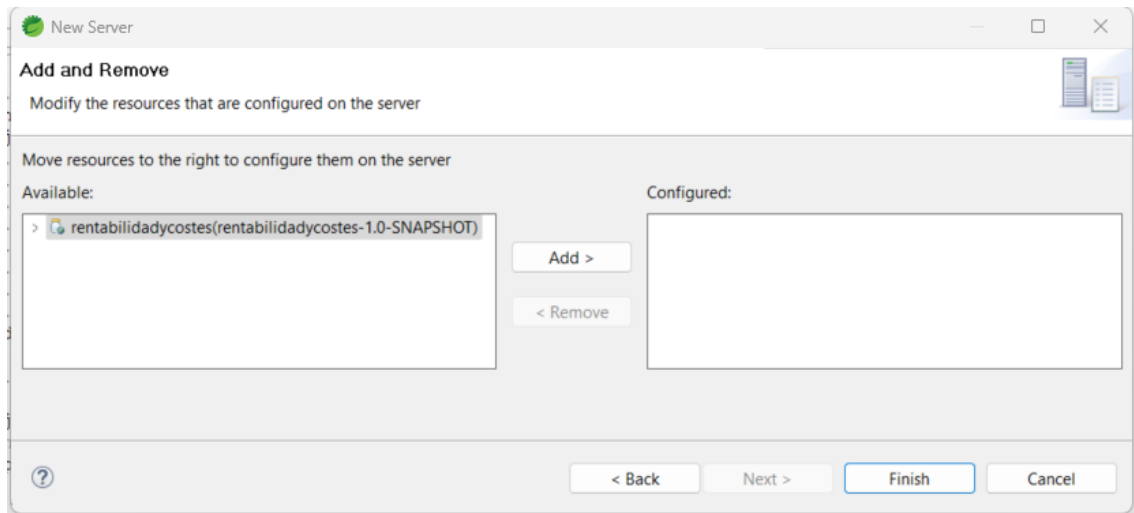 New Server
Add and Remove
Modify the resources that are configured on the server
Move resources to the right to configure them on the server
Available:
Configured:
rentabilidadycostes(rentabilidadycostes-1.0-SNAPSHOT)
Add >
< Remove
< Back
Next >
Finish
Cancel